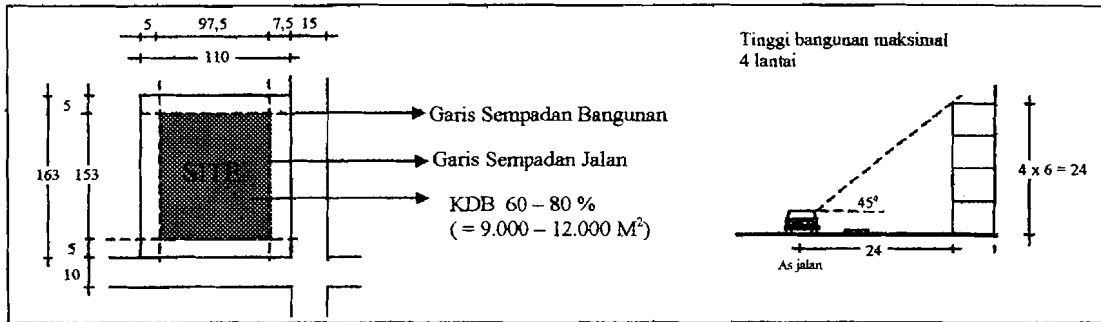 5 97,5 7,5 15
110
5
163 153
5
10
SITE
Garis Sempadan Bangunan
Garis Sempadan Jalan
KDB 60 – 80 %
( = 9.000 – 12.000 M²)
Tinggi bangunan maksimal
4 lantai
45⁰
4 x 6 = 24
24
As jalan